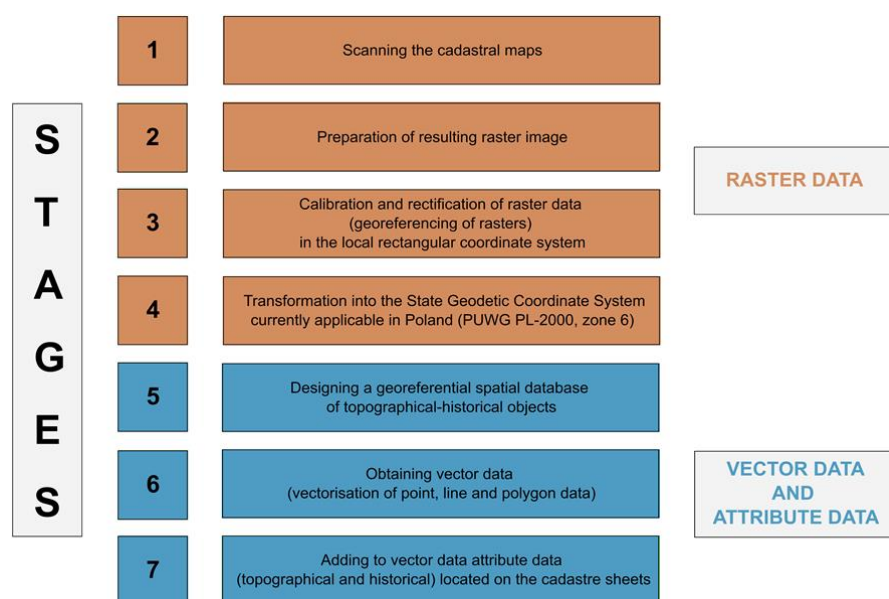 STAGES
1
Scanning the cadastral maps
2
Preparation of resulting raster image
3
Calibration and rectification of raster data
(georeferencing of rasters)
in the local rectangular coordinate system
4
Transformation into the State Geodetic Coordinate System
currently applicable in Poland (PUWG PL-2000, zone 6)
RASTER DATA
5
Designing a georeferential spatial database
of topographical-historical objects
6
Obtaining vector data
(vectorisation of point, line and polygon data)
7
Adding to vector data attribute data
(topographical and historical) located on the cadastre sheets
VECTOR DATA
AND
ATTRIBUTE DATA